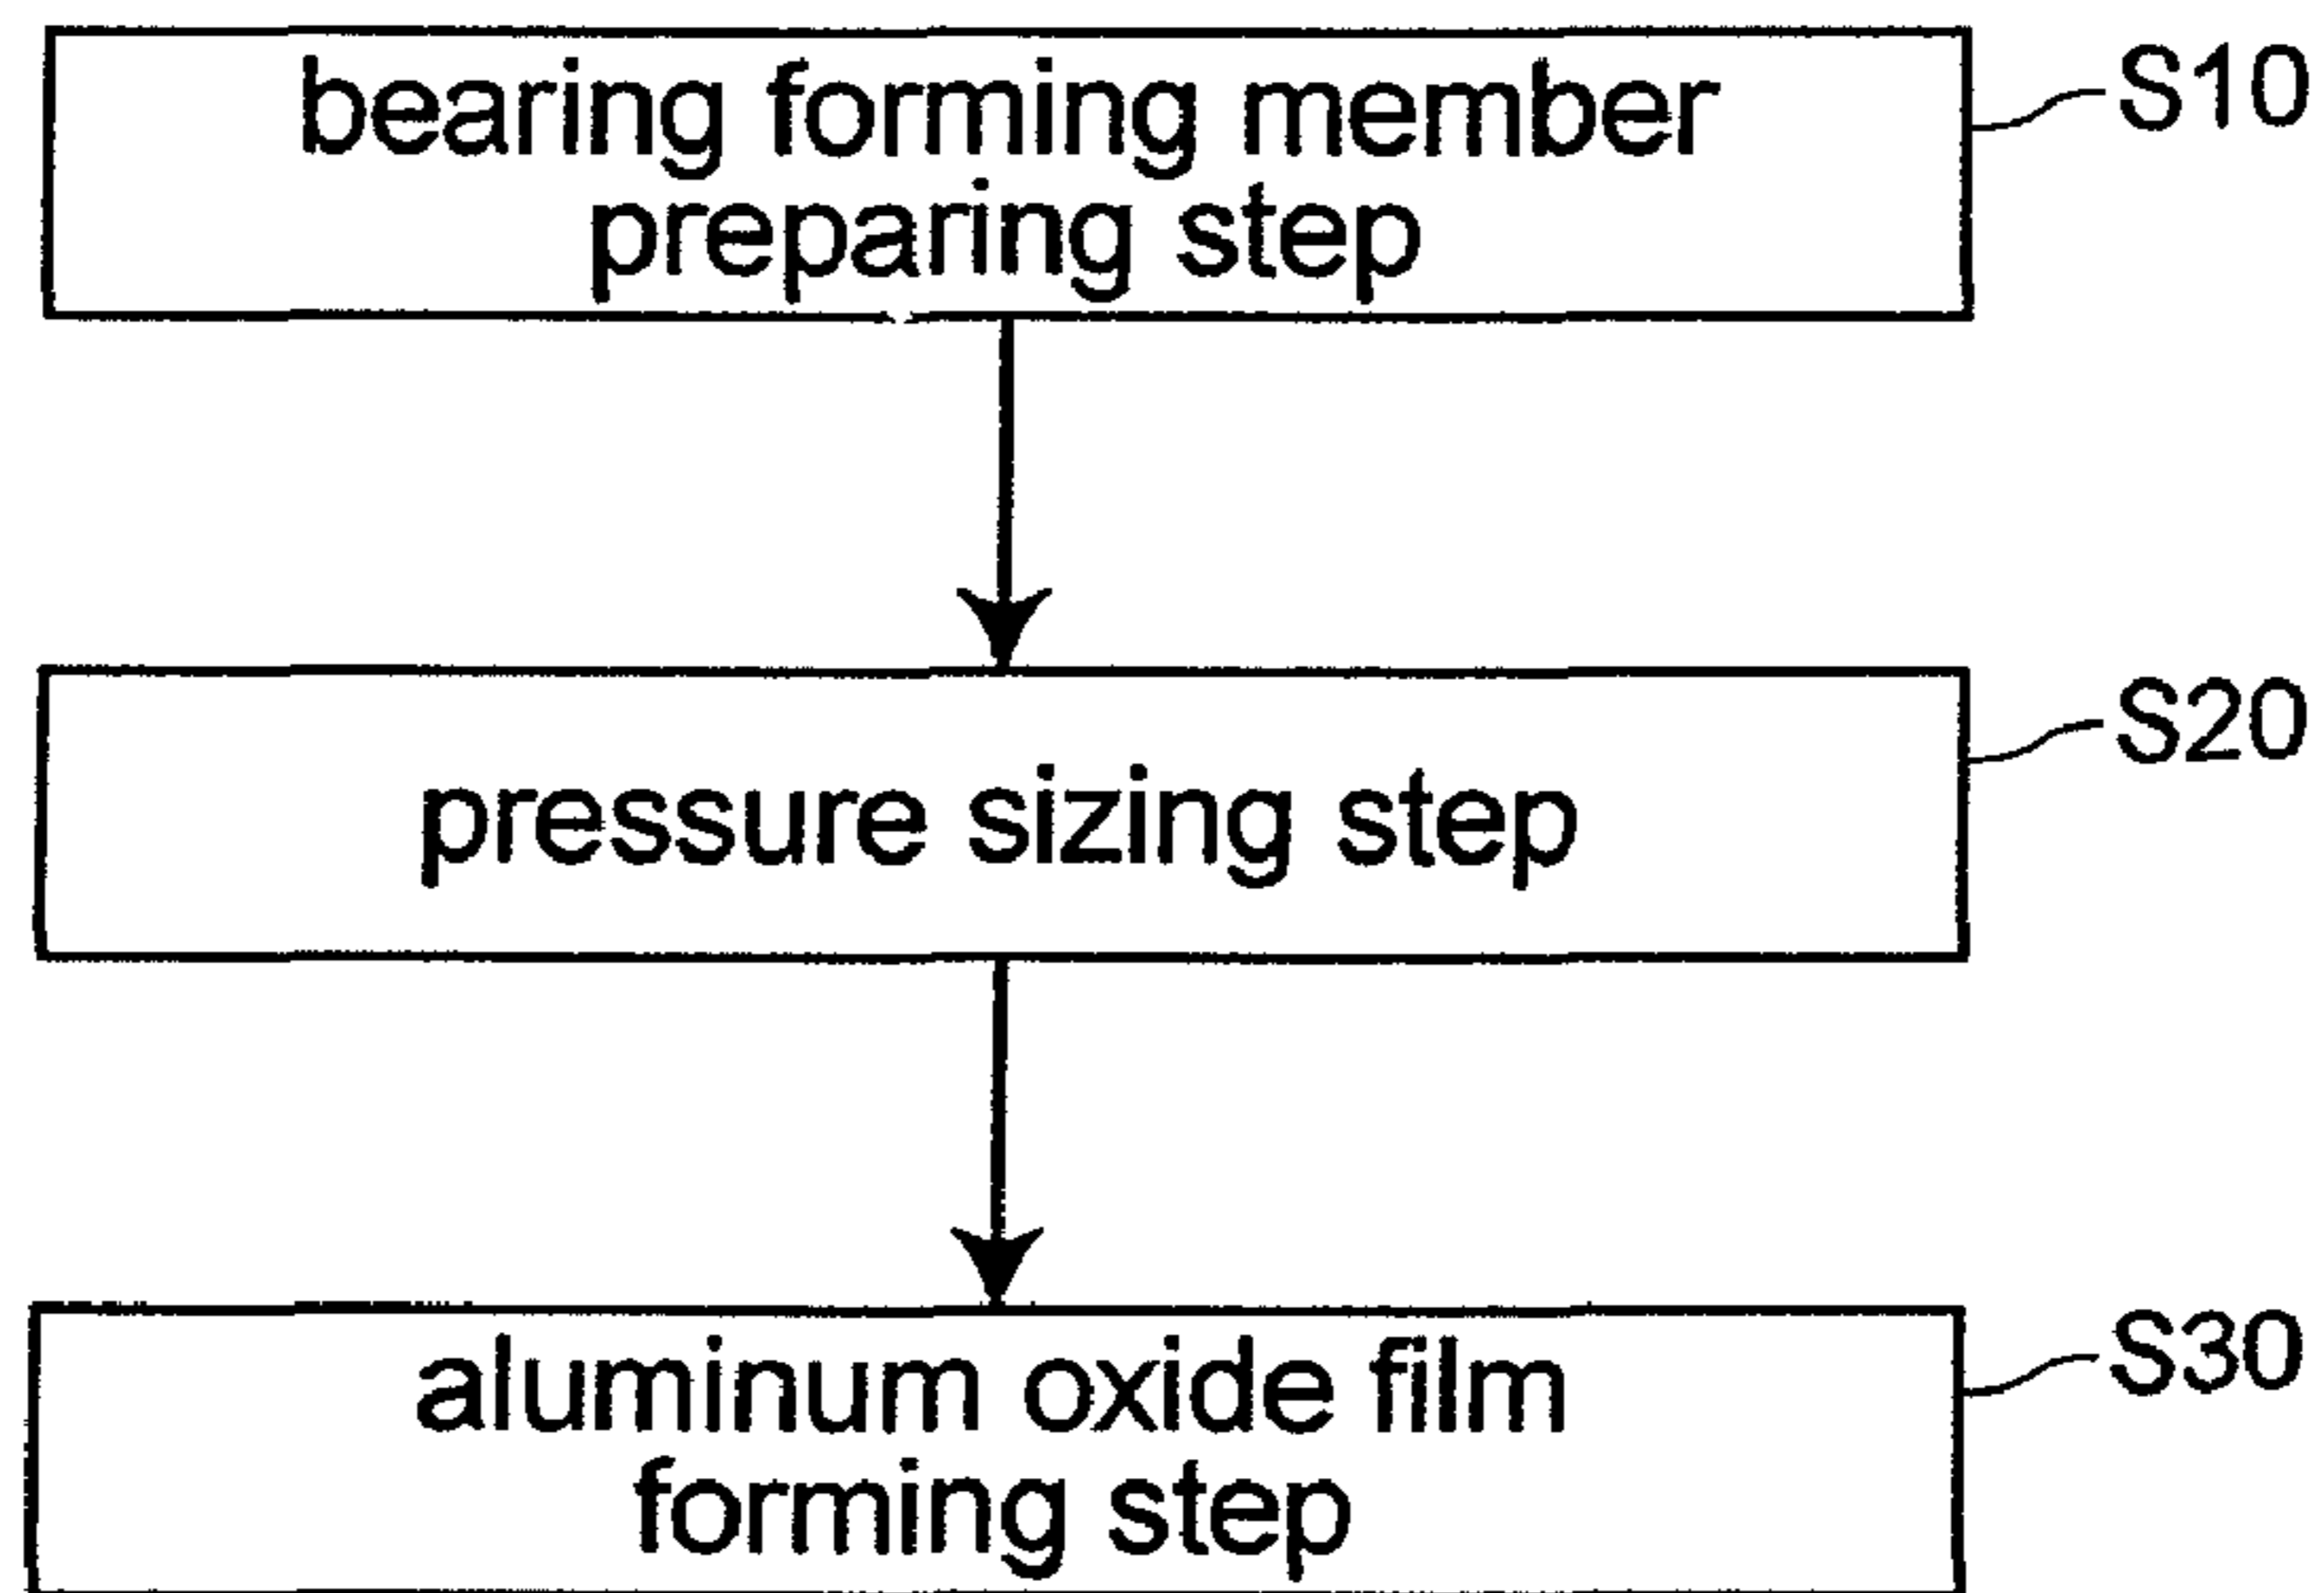 bearing forming member
preparing step
S10
pressure sizing step
S20
aluminum oxide film
forming step
S30